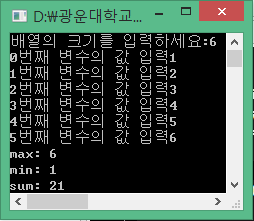 D:₩광운대학교...
배열의 크기를 입력하세요:6
0번째 변수의 값 입력1
1번째 변수의 값 입력2
2번째 변수의 값 입력3
3번째 변수의 값 입력4
4번째 변수의 값 입력5
5번째 변수의 값 입력6
max: 6
min: 1
sum: 21